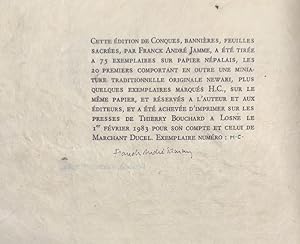 Cette édition de Conques, bannières, feuilles
sacrées, par Franck André Jamme, a été tirée
a 75 exemplaires sur papier népalais, les
20 premiers comportant en outre une minia-
ture traditionnelle originale newari, plus
quelques exemplaires marqués H.C., sur le
même papier, et réservés a l'auteur et aux
éditeurs, et a été achevée d'imprimer sur les
presses de Thierry Bouchard a Losne le
1er février 1983 pour son compte et celui de
Marchant Ducel. Exemplaire numéro : H.C.
Franck André Jamme